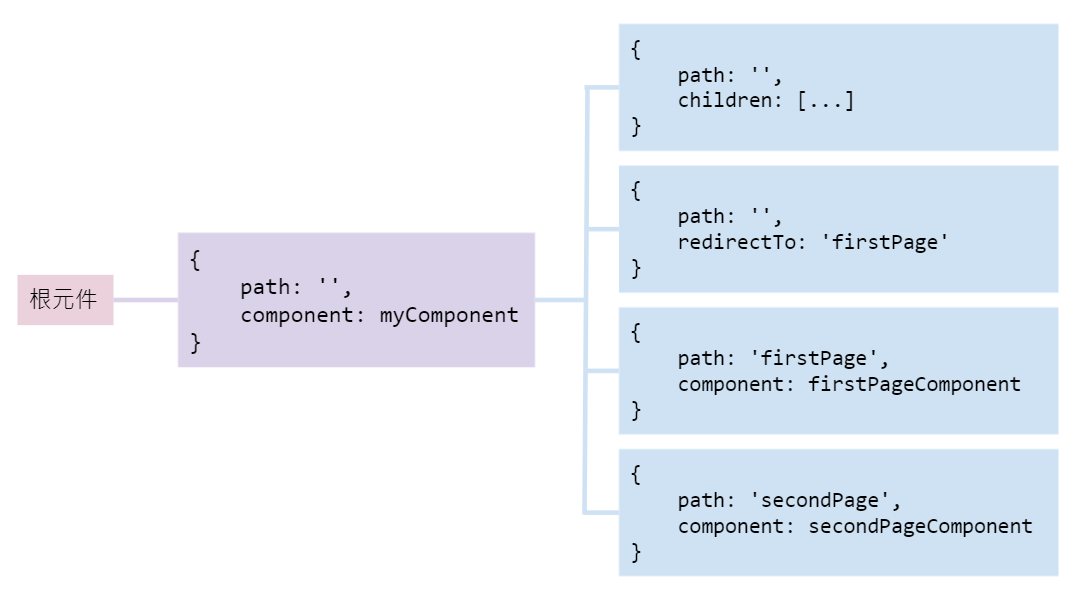 根元件
{
    path: '',
    component: myComponent
}
{
    path: '',
    children: [...]
}
{
    path: '',
    redirectTo: 'firstPage'
}
{
    path: 'firstPage',
    component: firstPageComponent
}
{
    path: 'secondPage',
    component: secondPageComponent
}